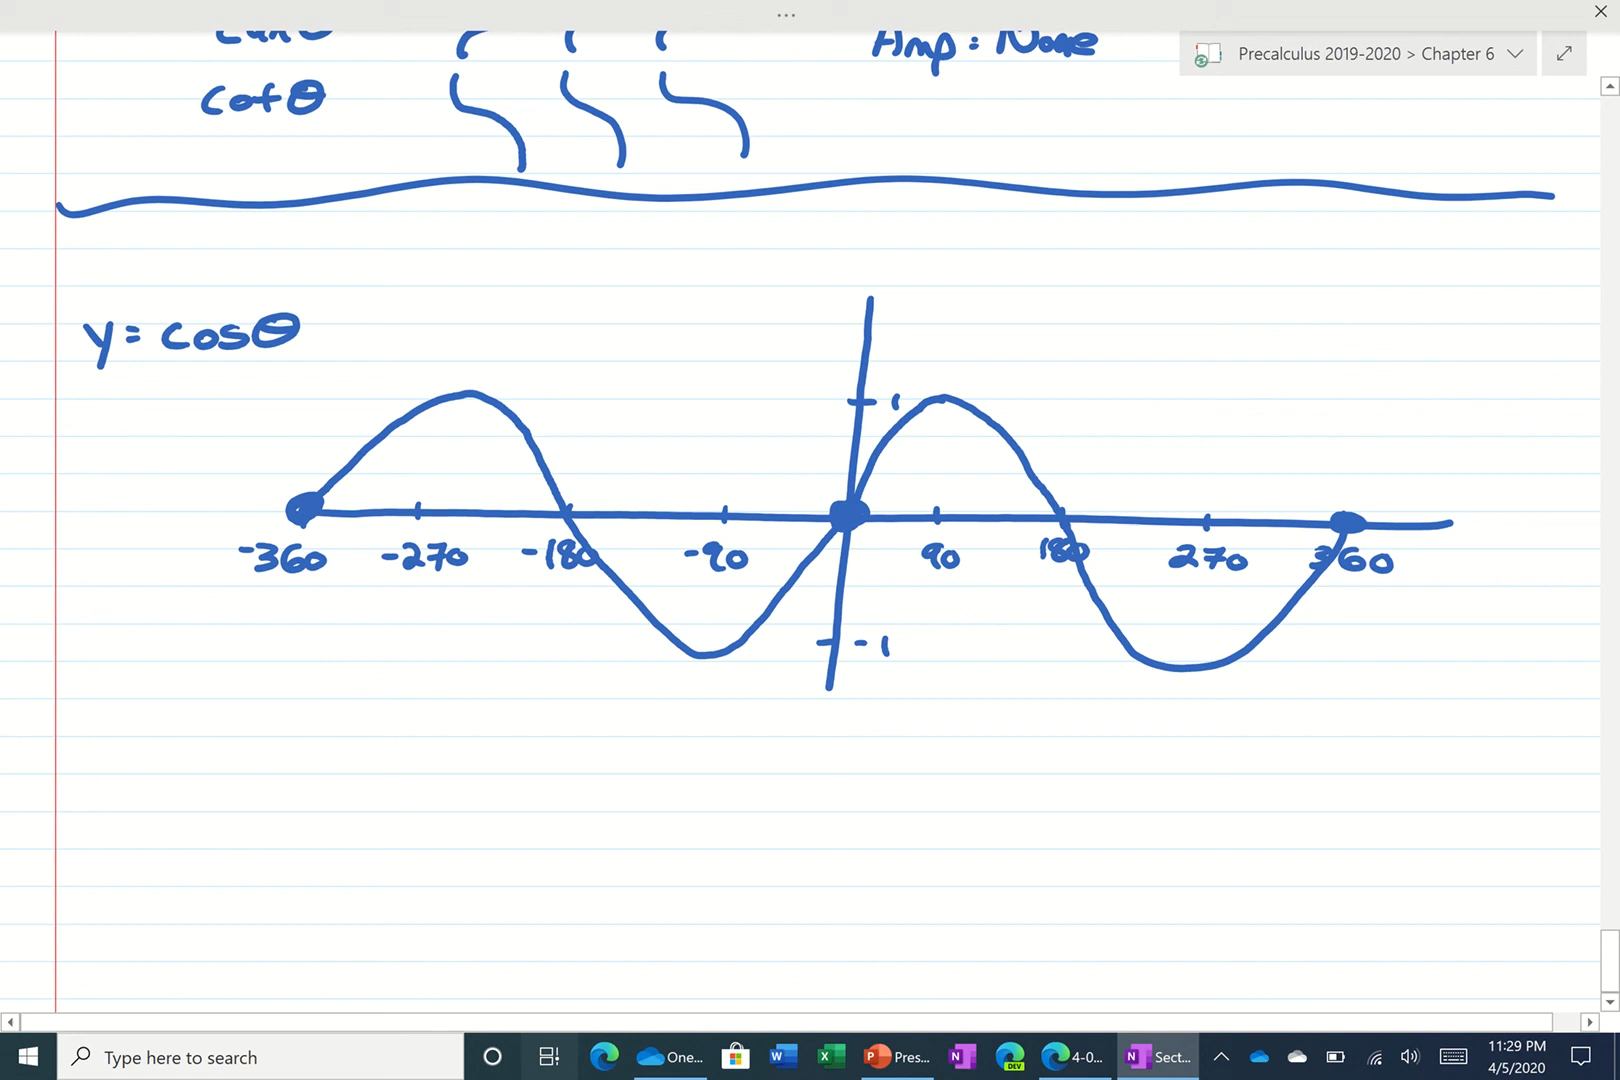 Amp: None
Precalculus 2019-2020 > Chapter 6
cot θ
y = cos θ
1
-360 -270 -180 -90 90 180 270 360
-1
Type here to search
One...
Pres...
DEV
4-0...
Sect...
11:29 PM
4/5/2020